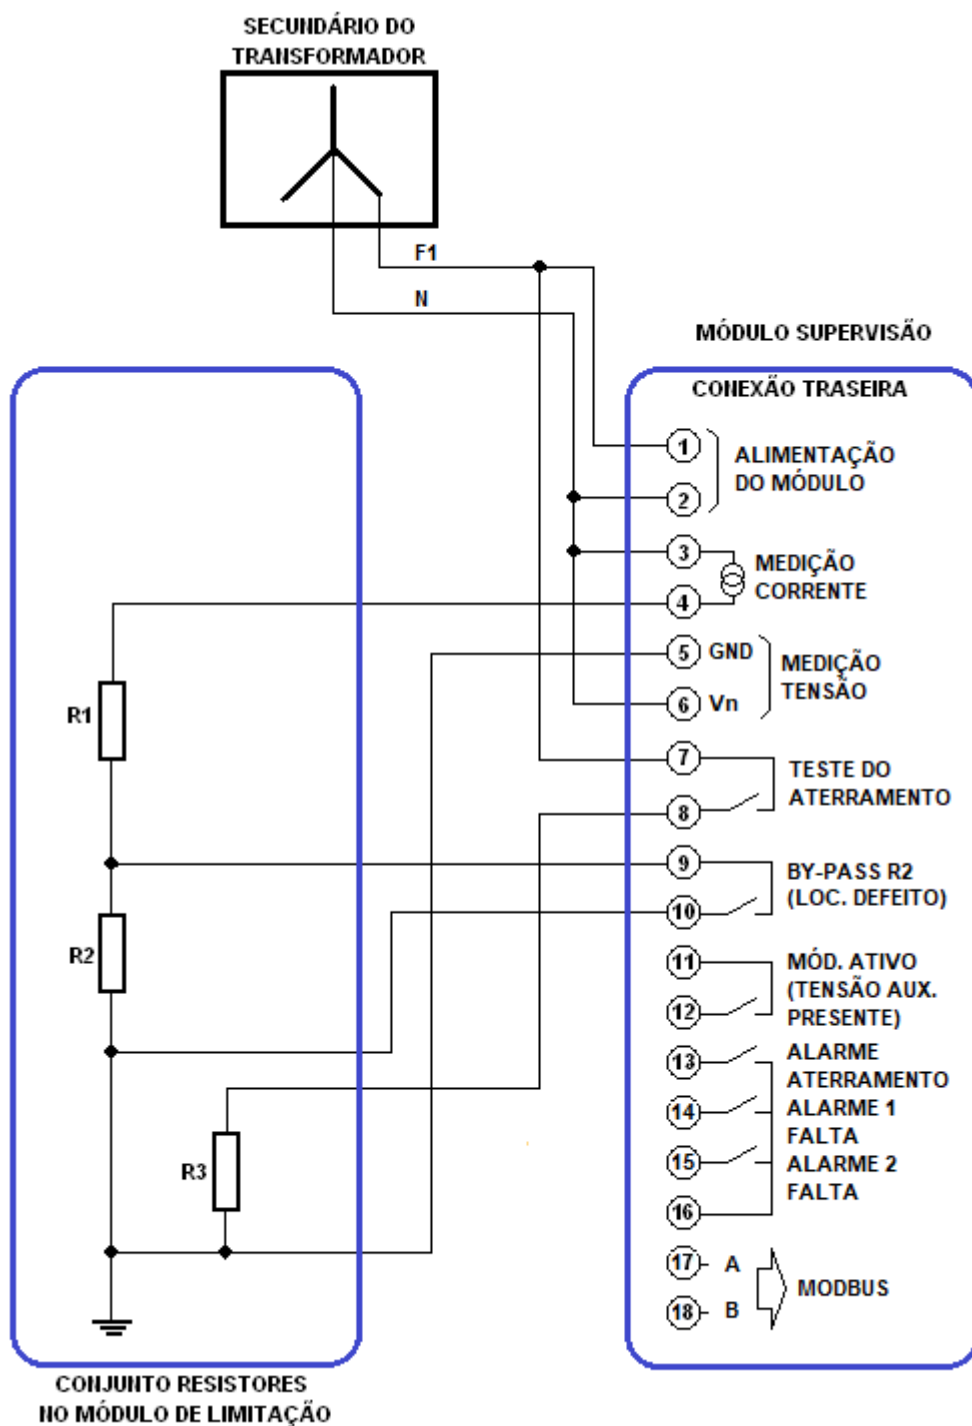 SECUNDÁRIO DO
TRANSFORMADOR
F1
N
MÓDULO SUPERVISÃO
CONEXÃO TRASEIRA
1
ALIMENTAÇÃO
DO MÓDULO
2
3
MEDIÇÃO
CORRENTE
4
5 GND
MEDIÇÃO
TENSÃO
6 Vn
R1
7
TESTE DO
ATERRAMENTO
8
9
BY-PASS R2
(LOC. DEFEITO)
10
R2
11
MÓD. ATIVO
(TENSÃO AUX.
PRESENTE)
12
13
ALARME
ATERRAMENTO
14
ALARME 1
FALTA
15
ALARME 2
FALTA
16
R3
17 A
MODBUS
18 B
CONJUNTO RESISTORES
NO MÓDULO DE LIMITAÇÃO